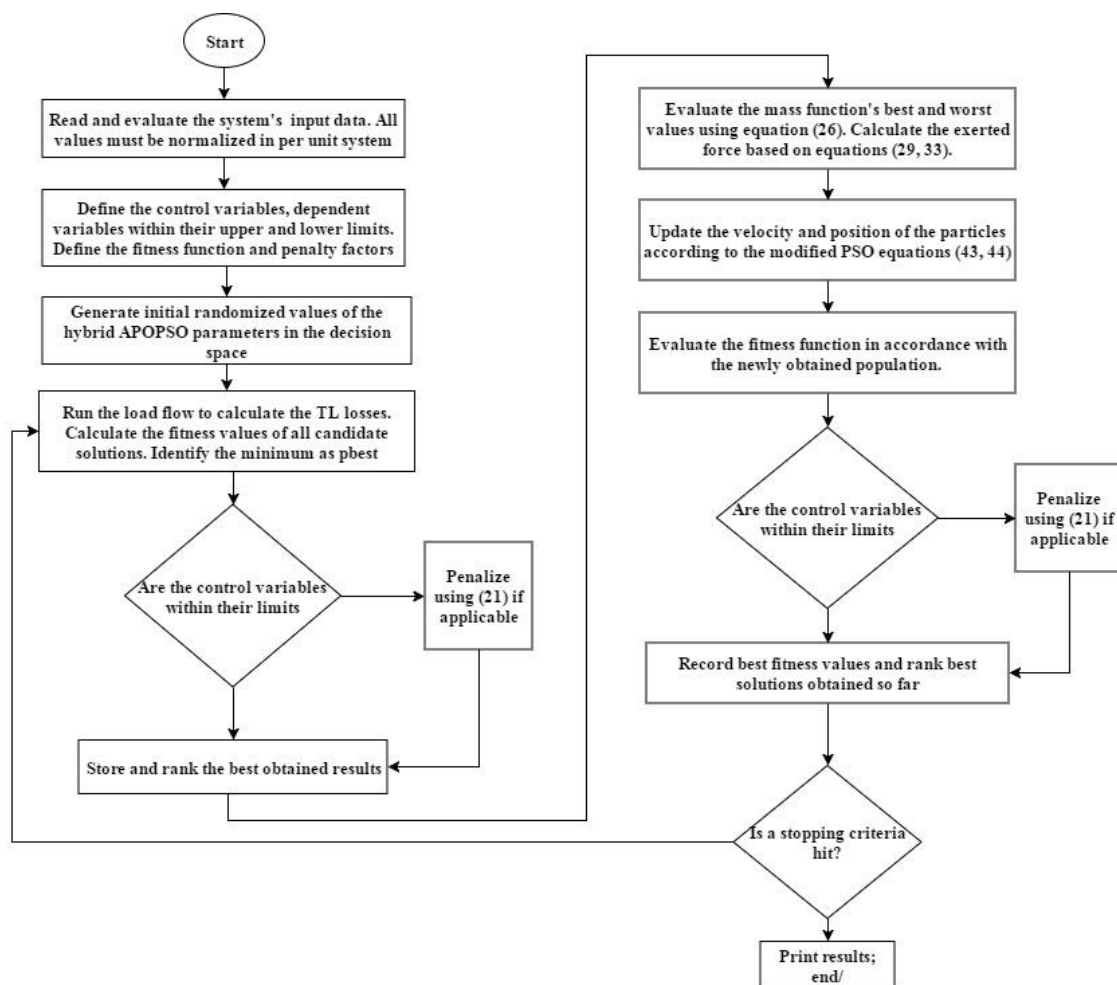 Start
Read and evaluate the system's input data. All
values must be normalized in per unit system
Define the control variables, dependent
variables within their upper and lower limits.
Define the fitness function and penalty factors
Generate initial randomized values of the
hybrid APOPSO parameters in the decision
space
Run the load flow to calculate the TL losses.
Calculate the fitness values of all candidate
solutions. Identify the minimum as pbest
Are the control variables
within their limits
Penalize
using (21) if
applicable
Store and rank the best obtained results
Evaluate the mass function's best and worst
values using equation (26). Calculate the exerted
force based on equations (29, 33).
Update the velocity and position of the particles
according to the modified PSO equations (43, 44)
Evaluate the fitness function in accordance with
the newly obtained population.
Are the control variables
within their limits
Penalize
using (21) if
applicable
Record best fitness values and rank best
solutions obtained so far
Is a stopping criteria
hit?
Print results;
end/